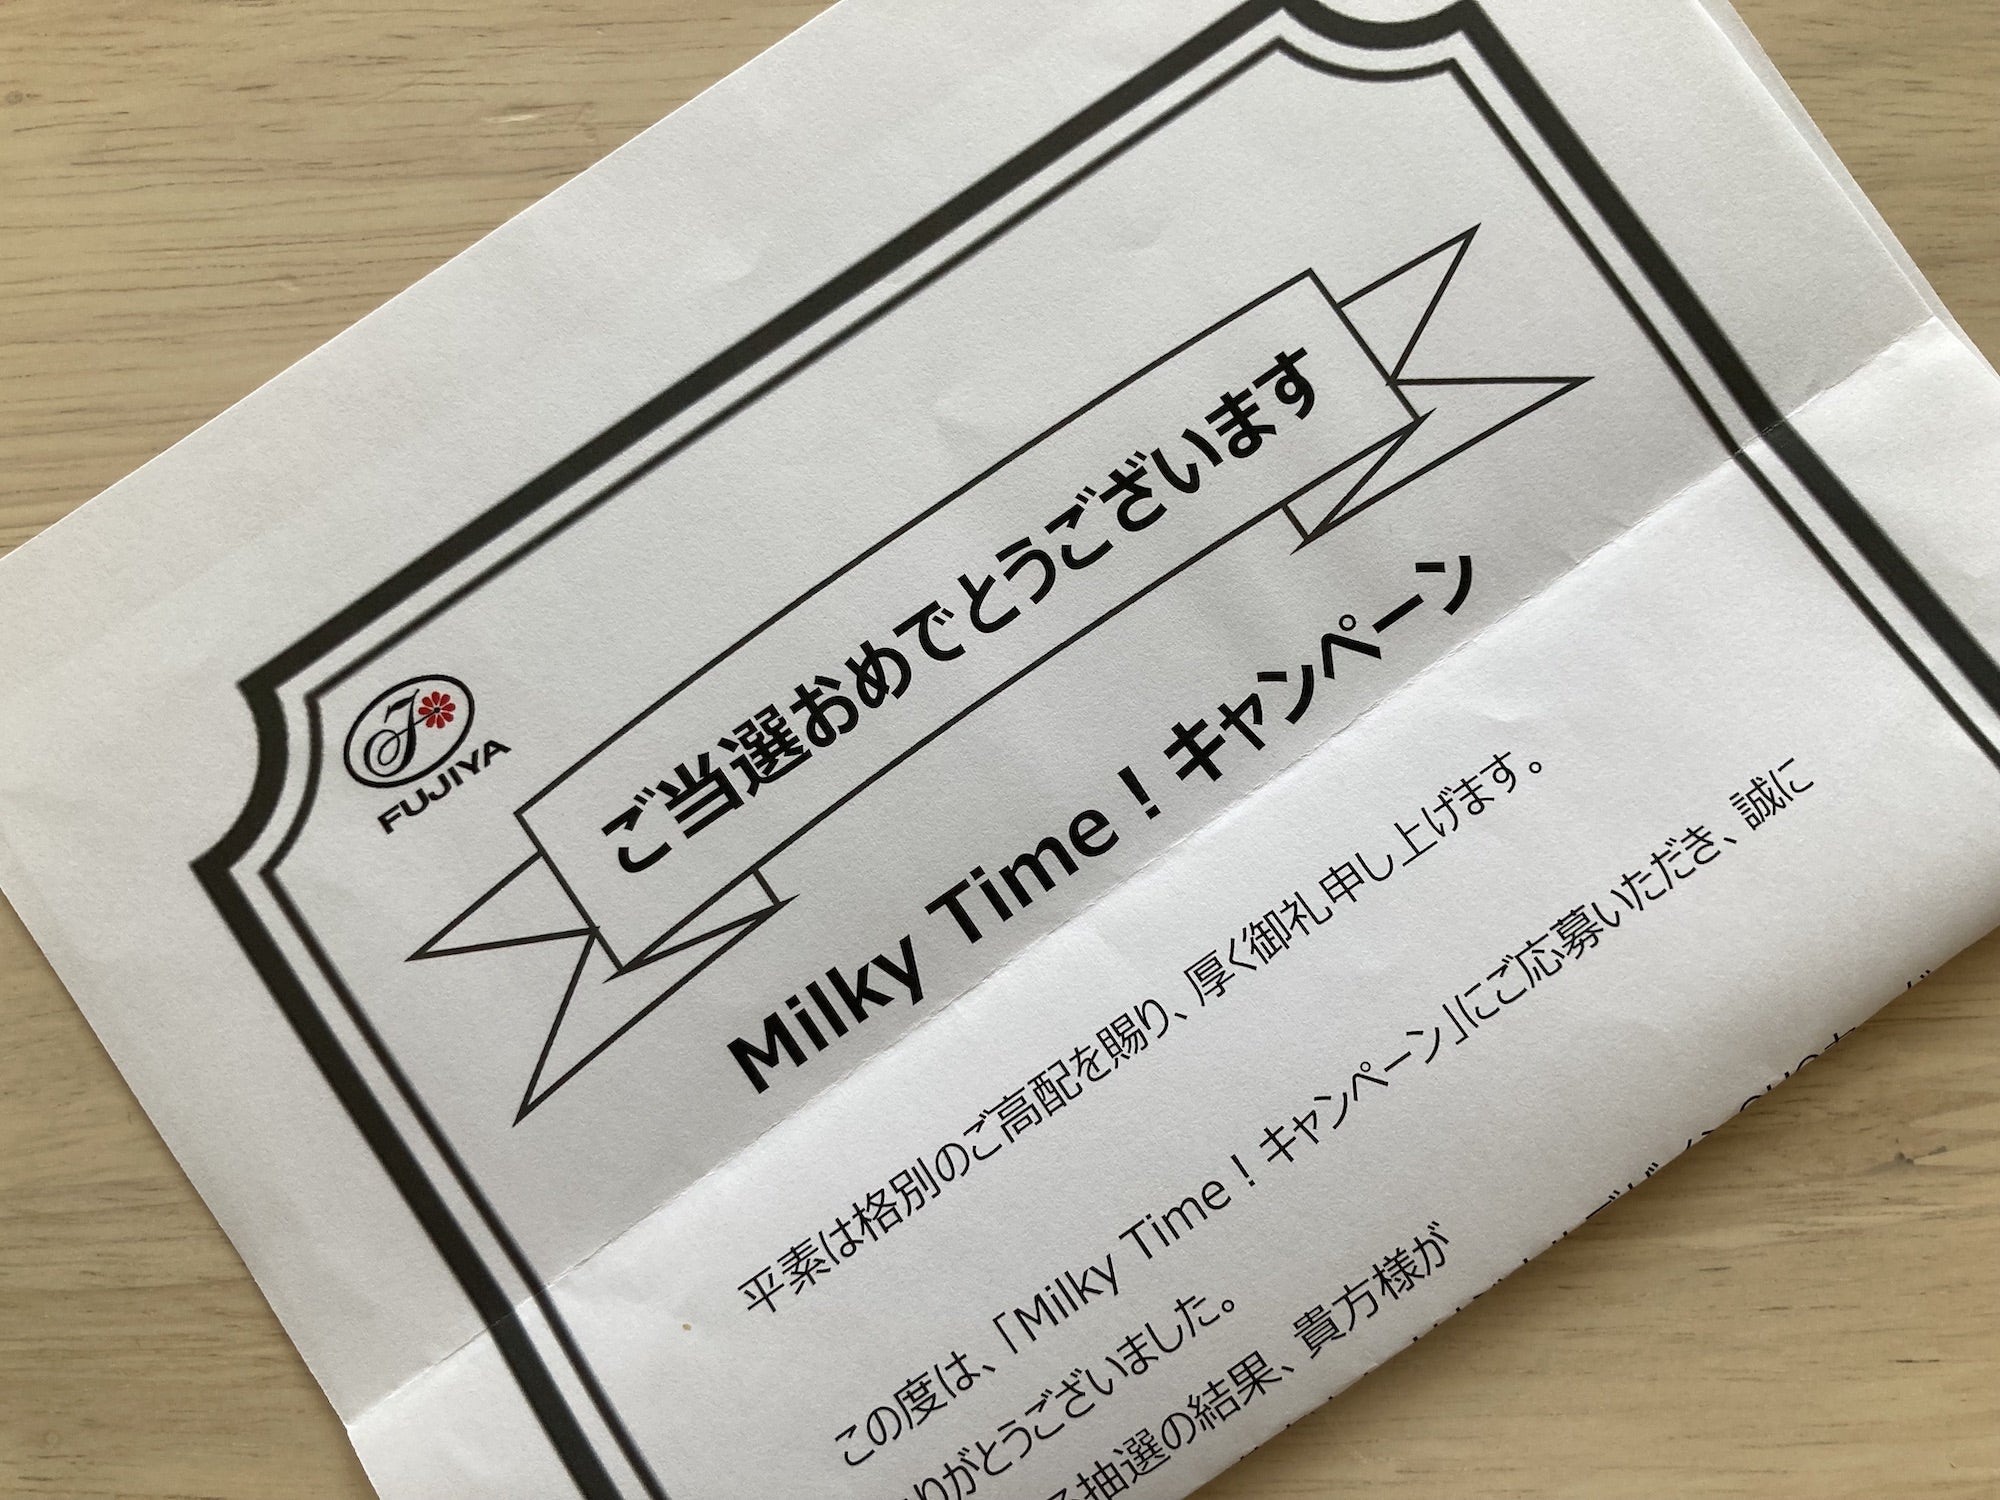 FUJIYA
ご当選おめでとうございます
Milky Time！キャンペーン
平素は格別のご高配を賜り、厚く御礼申し上げます。
この度は、「Milky Time！キャンペーン」にご応募いただき、誠に
りがとうございました。
抽選の結果、貴方様が